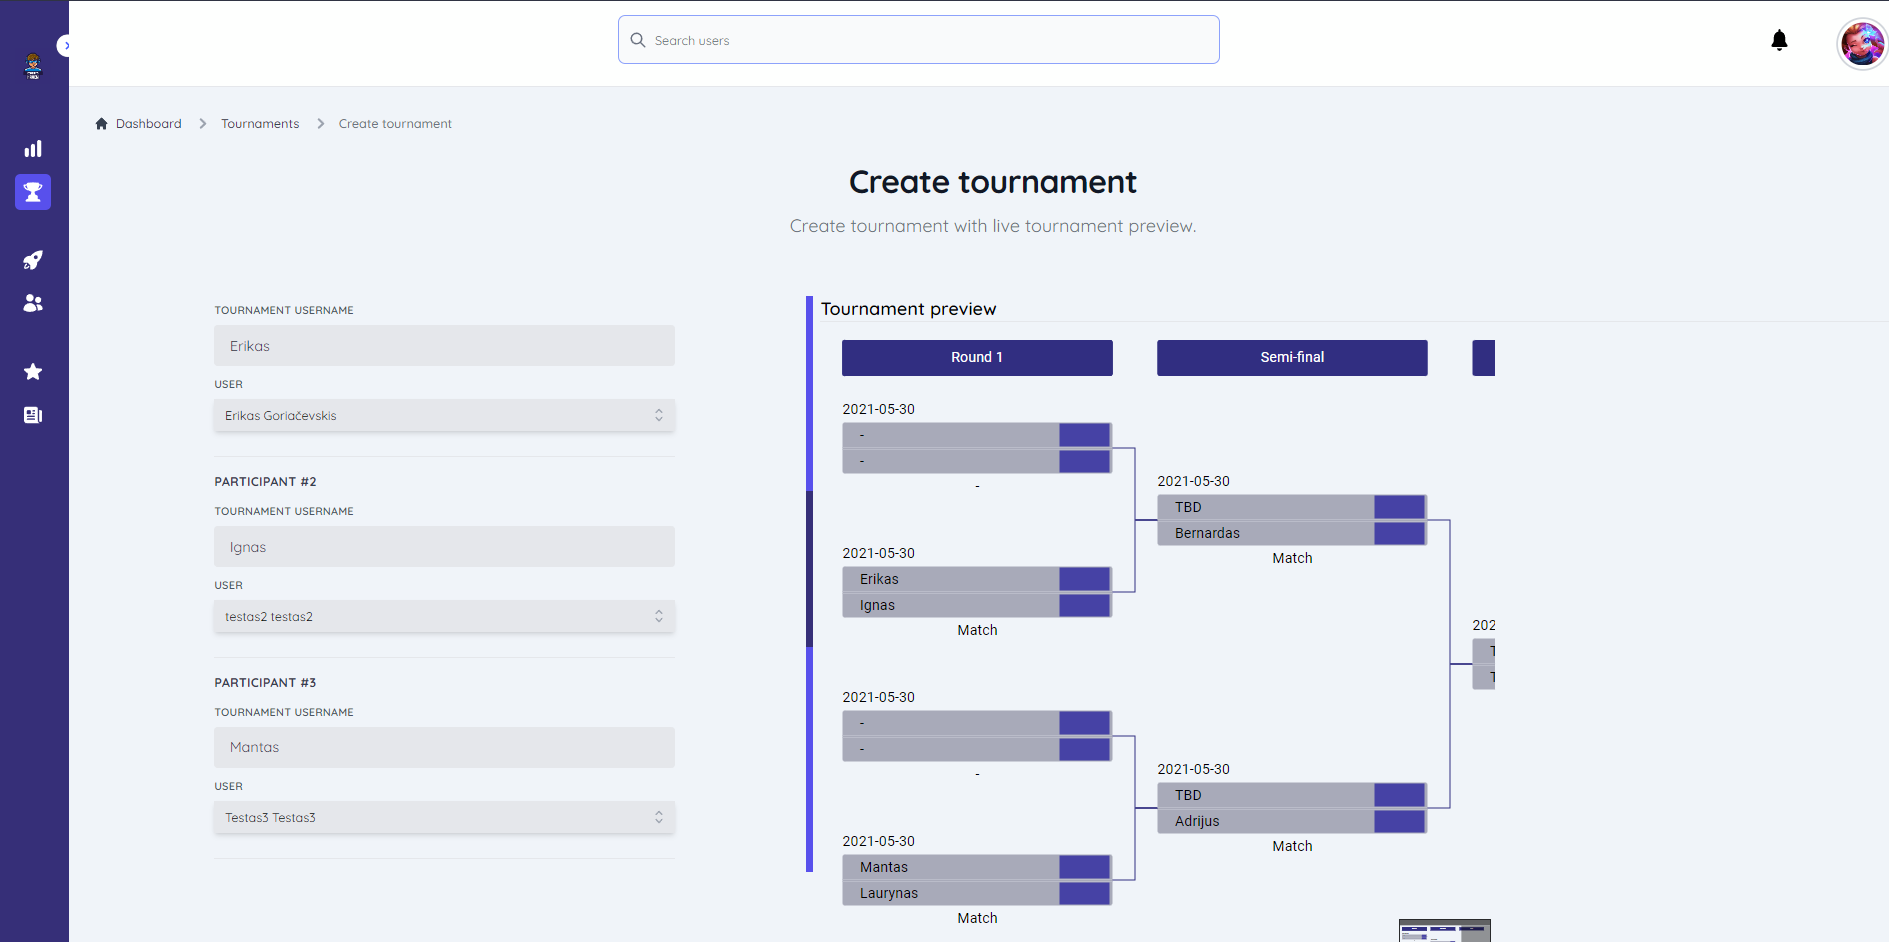 Search users
Dashboard
Tournaments
Create tournament
Create tournament
Create tournament with live tournament preview.
TOURNAMENT USERNAME
Erikas
USER
Erikas Goriačevskis
PARTICIPANT #2
TOURNAMENT USERNAME
Ignas
USER
testas2 testas2
PARTICIPANT #3
TOURNAMENT USERNAME
Mantas
USER
Testas3 Testas3
Tournament preview
Round 1
Semi-final
2021-05-30
-
-
-
2021-05-30
Erikas
Ignas
Match
2021-05-30
-
-
-
2021-05-30
Mantas
Laurynas
Match
2021-05-30
TBD
Bernardas
Match
2021-05-30
TBD
Adrijus
Match
202
T
T